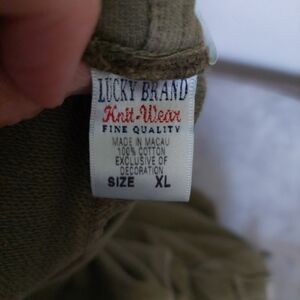 LUCKY BRAND
Knit-Wear
FINE QUALITY
MADE IN MACAU
100% COTTON
EXCLUSIVE OF
DECORATION
SIZE XL